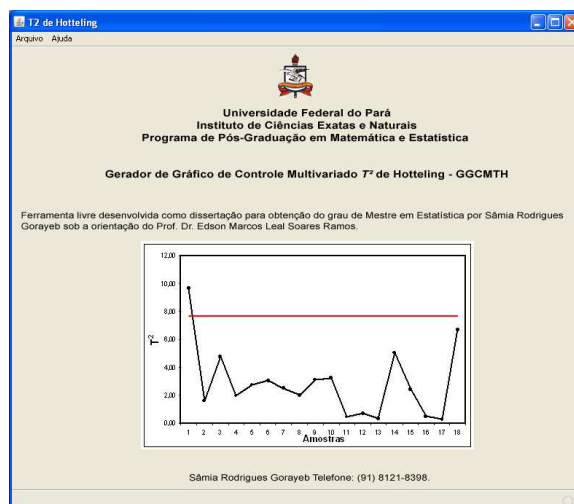 T2 de Hotteling
Arquivo Ajuda
Universidade Federal do Pará
Instituto de Ciências Exatas e Naturais
Programa de Pós-Graduação em Matemática e Estatística
Gerador de Gráfico de Controle Multivariado T² de Hotteling - GGCMTH
Ferramenta livre desenvolvida como dissertação para obtenção do grau de Mestre em Estatística por Sâmia Rodrigues
Gorayeb sob a orientação do Prof. Dr. Edson Marcos Leal Soares Ramos.
12,00
10,00
8,00
6,00
4,00
2,00
0,00
T²
1 2 3 4 5 6 7 8 9 10 11 12 13 14 15 16 17 18
Amostras
Sâmia Rodrigues Gorayeb Telefone: (91) 8121-8398.